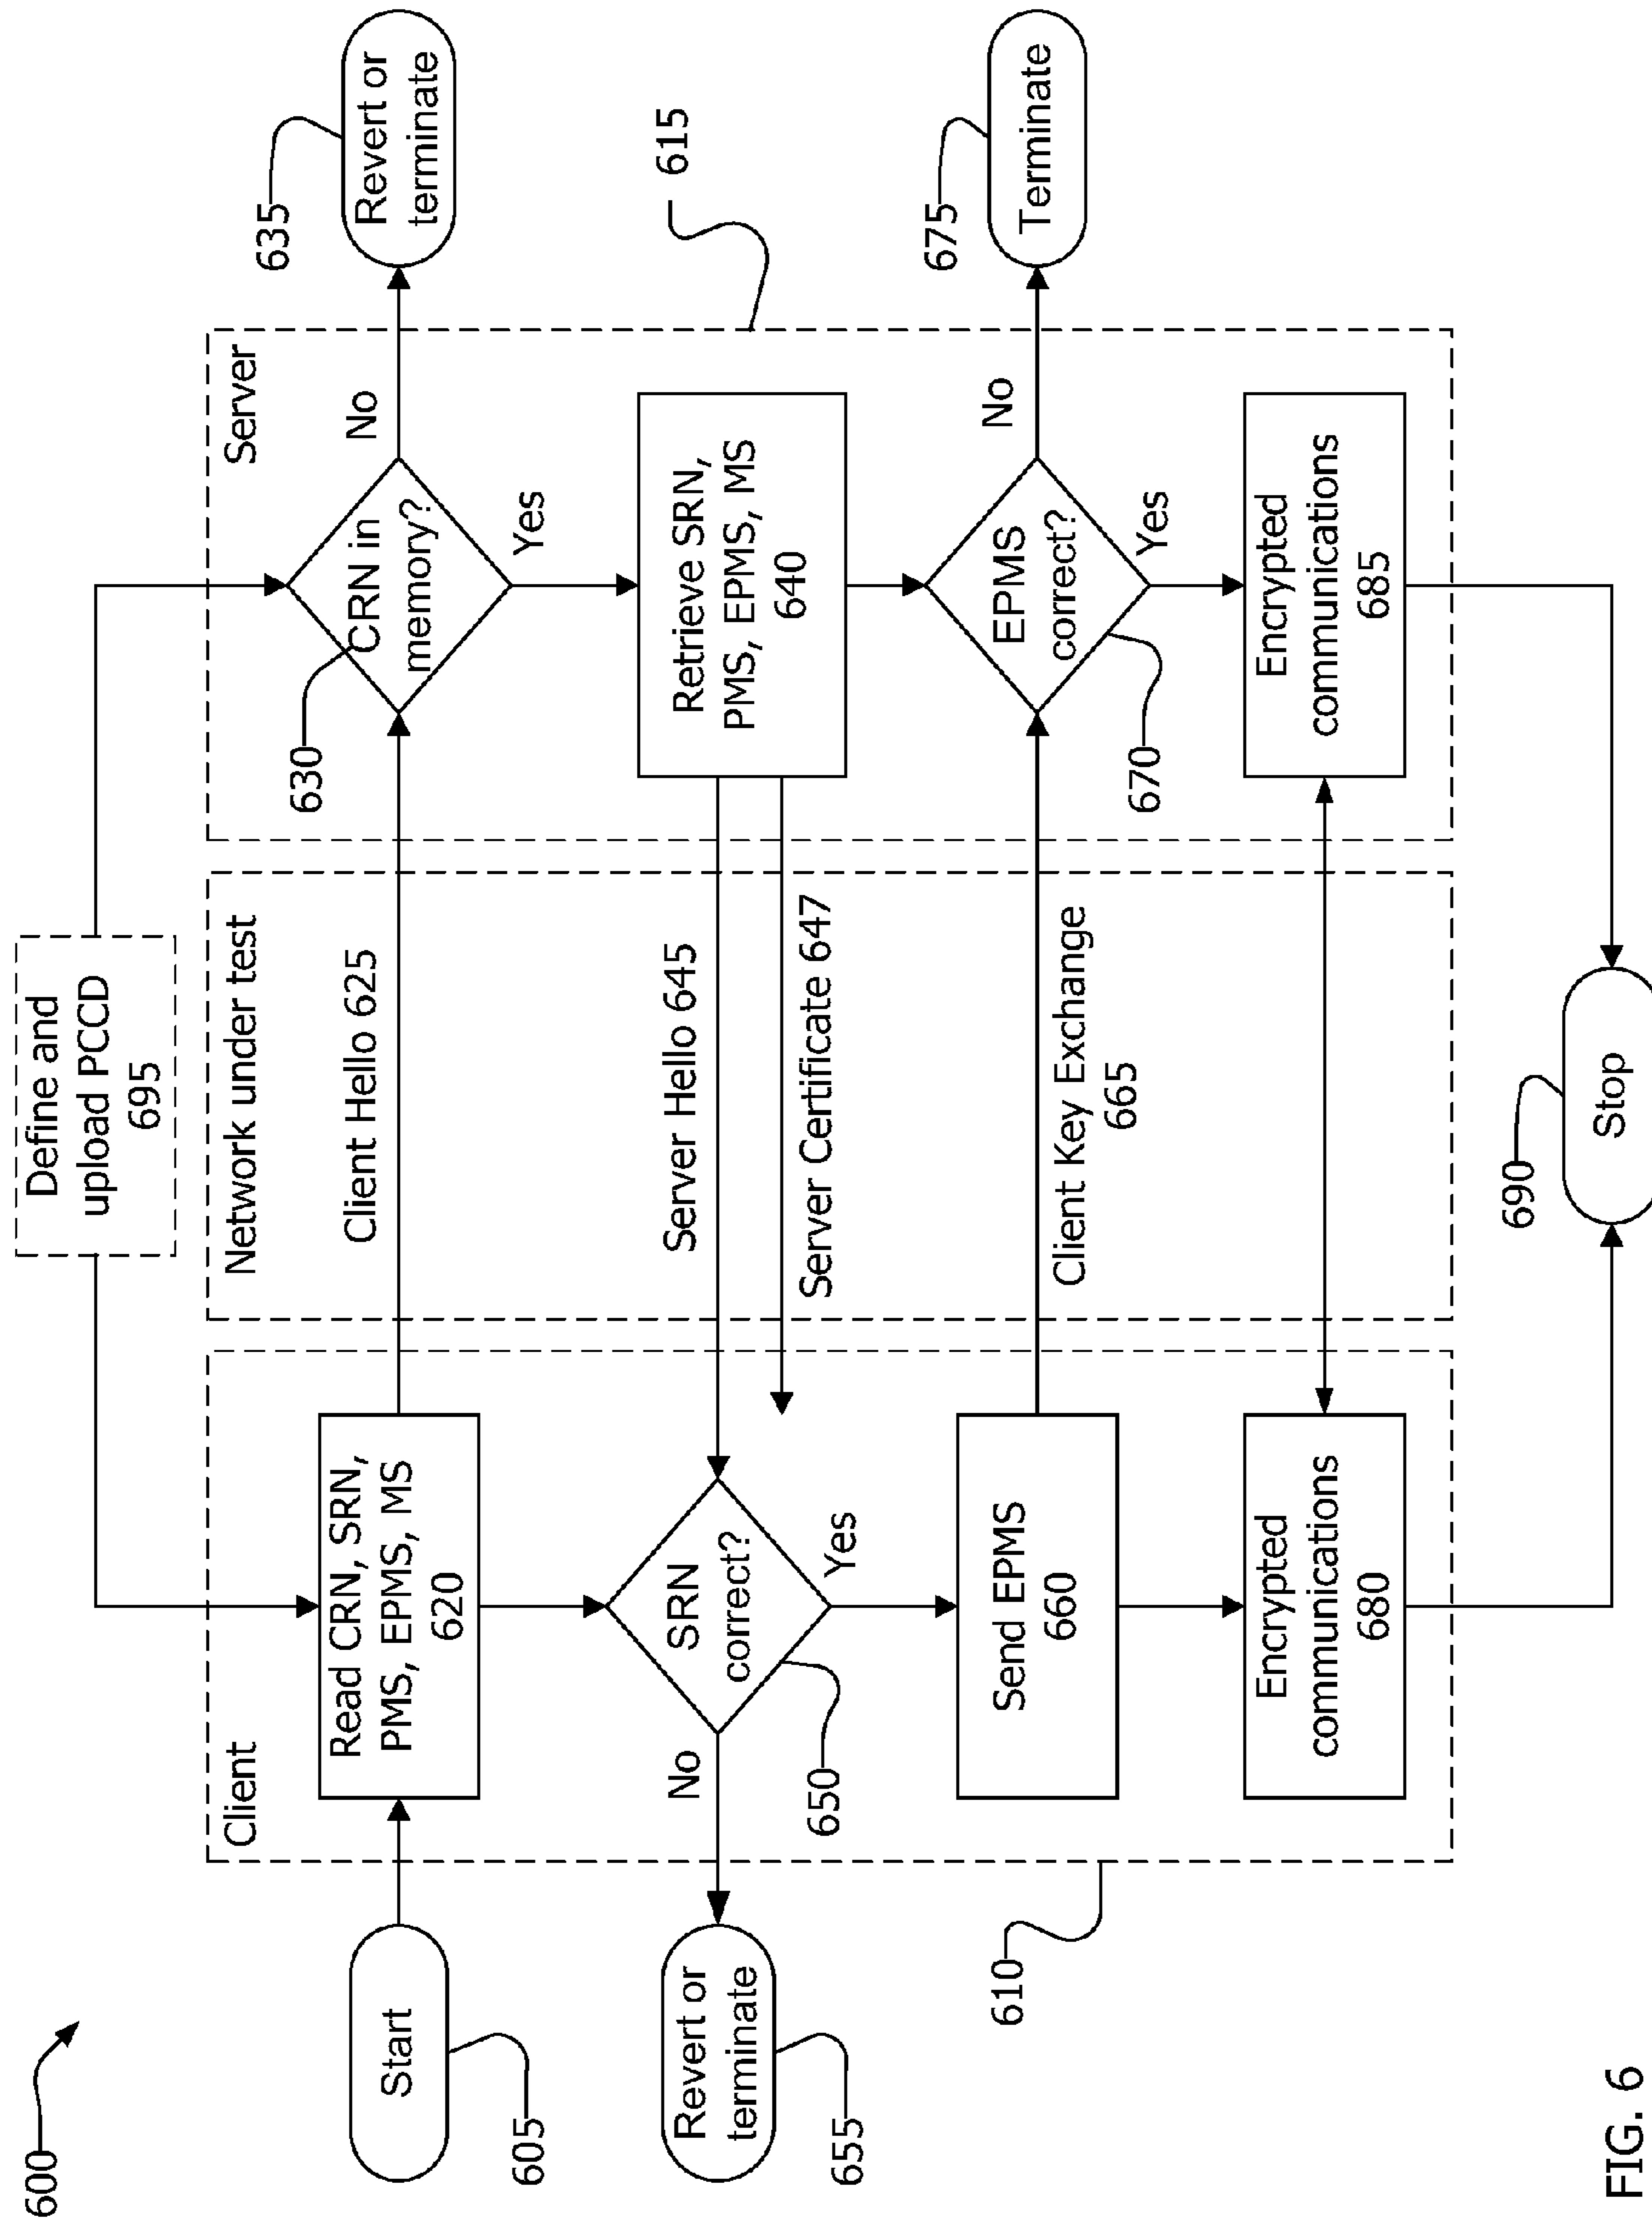 600
Define and
upload PCCD
695
Client
Network under test
Server
Start
605
Read CRN, SRN,
PMS, EPMS, MS
620
Client Hello 625
630
CRN in
memory?
No
Yes
635
Revert or
terminate
Revert or
terminate
655
No
SRN
correct?
650
Yes
Server Hello 645
Server Certificate 647
Retrieve SRN,
PMS, EPMS, MS
640
615
610
Send EPMS
660
Client Key Exchange
665
EPMS
correct?
670
No
Yes
675
Terminate
Encrypted
communications
680
Encrypted
communications
685
690
Stop
FIG. 6